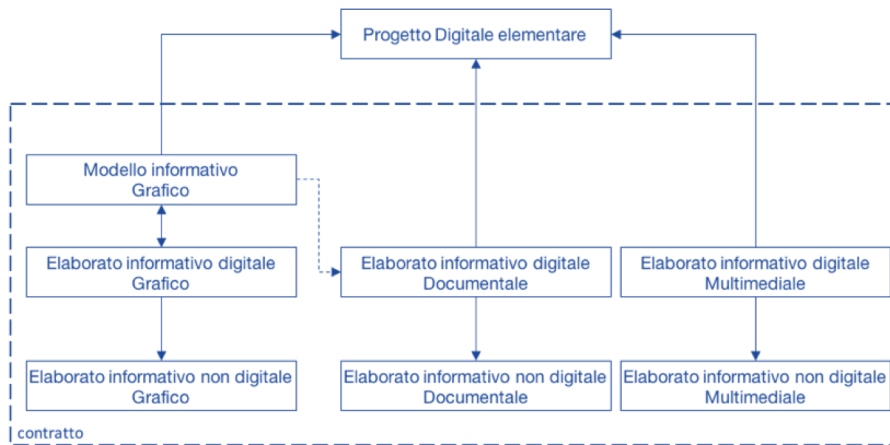 Progetto Digitale elementare
Modello informativo
Grafico
Elaborato informativo digitale
Grafico
Elaborato informativo digitale
Documentale
Elaborato informativo digitale
Multimediale
Elaborato informativo non digitale
Grafico
Elaborato informativo non digitale
Documentale
Elaborato informativo non digitale
Multimediale
contratto